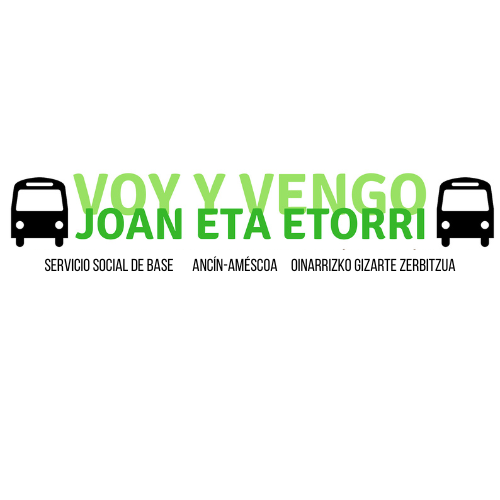 VOY Y VENGO
JOAN ETA ETORRI
SERVICIO SOCIAL DE BASE ANCÍN-AMÉSCOA OINARRIZKO GIZARTE ZERBITZUA